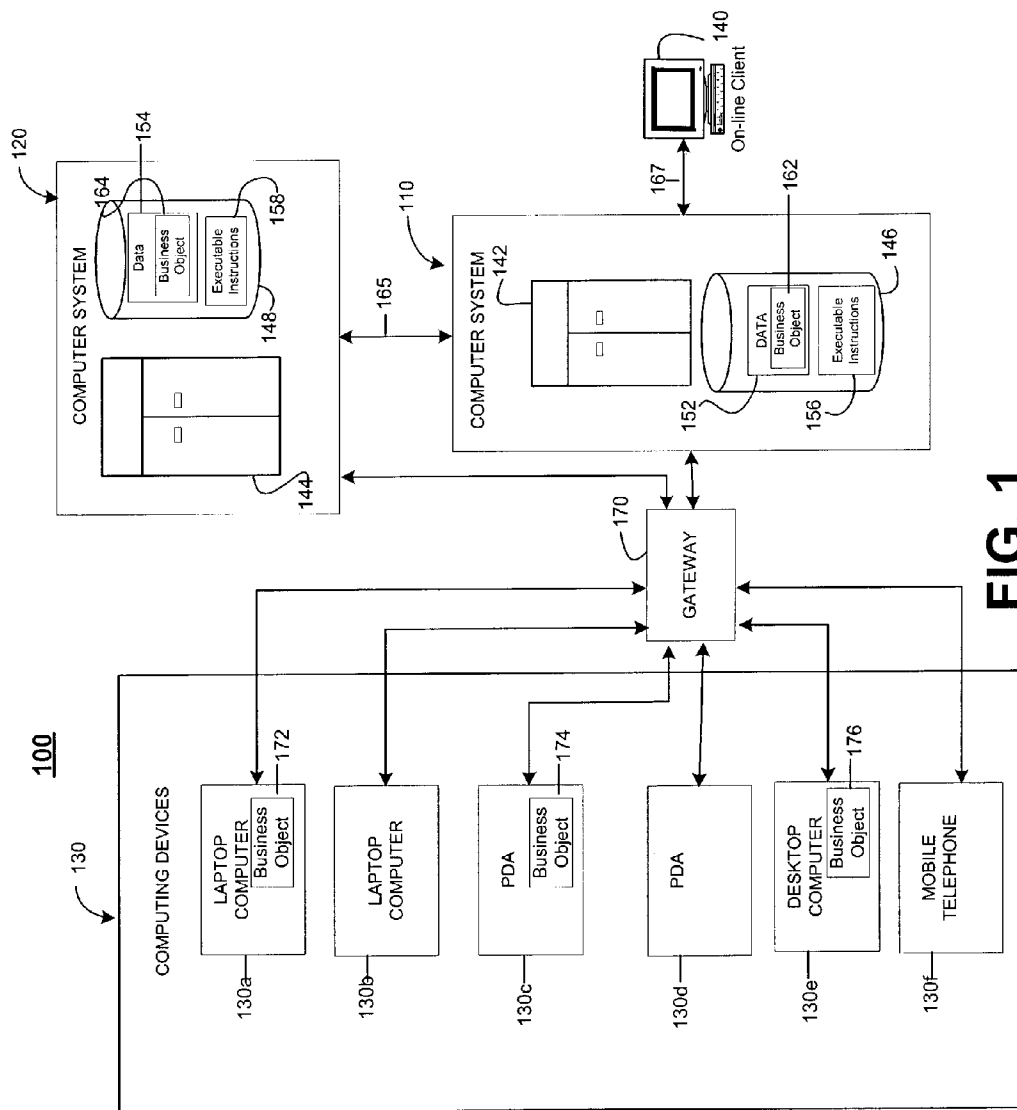 100
130
COMPUTING DEVICES
LAPTOP
COMPUTER
Business
Object
172
130a
LAPTOP
COMPUTER
130b
PDA
Business
Object
174
130c
PDA
130d
DESKTOP
COMPUTER
Business
Object
176
130e
MOBILE
TELEPHONE
130f
GATEWAY
170
120
COMPUTER SYSTEM
144
164
Data
Business
Object
154
Executable
Instructions
158
148
165
110
COMPUTER SYSTEM
142
DATA
Business
Object
162
152
Executable
Instructions
156
146
167
140
On-line Client
FIG. 1